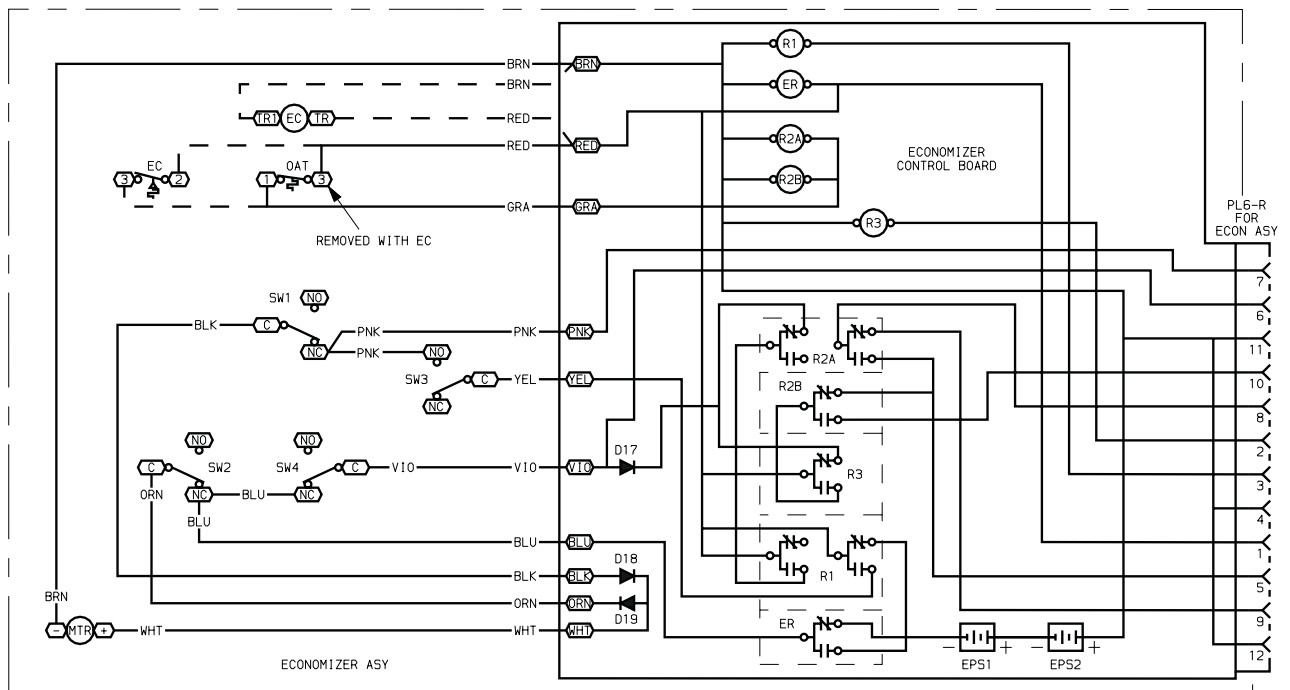 R1
BRN BRN
BRN
ER
TR1 EC TR RED
R2A
RED RED
ECONOMIZER
CONTROL BOARD
EC OAT
3 2 1 3
R2B
GRA GRA
PL6-R
FOR
ECON ASY
R3
REMOVED WITH EC
7
SW1 NO
6
BLK C PNK PNK PNK
NC PNK NO
R2A
11
SW3 C YEL YEL
R2B
10
NC
8
NO NO
D17
2
C SW2 SW4 C VIO VIO VIO
R3
3
ORN NC BLU NC
4
BLU
BLU BLU
1
D18
BLK BLK
R1
5
BRN
ORN ORN
D19
9
- MTR + WHT WHT WHT
ER
- + - +
12
EPS1 EPS2
ECONOMIZER ASY